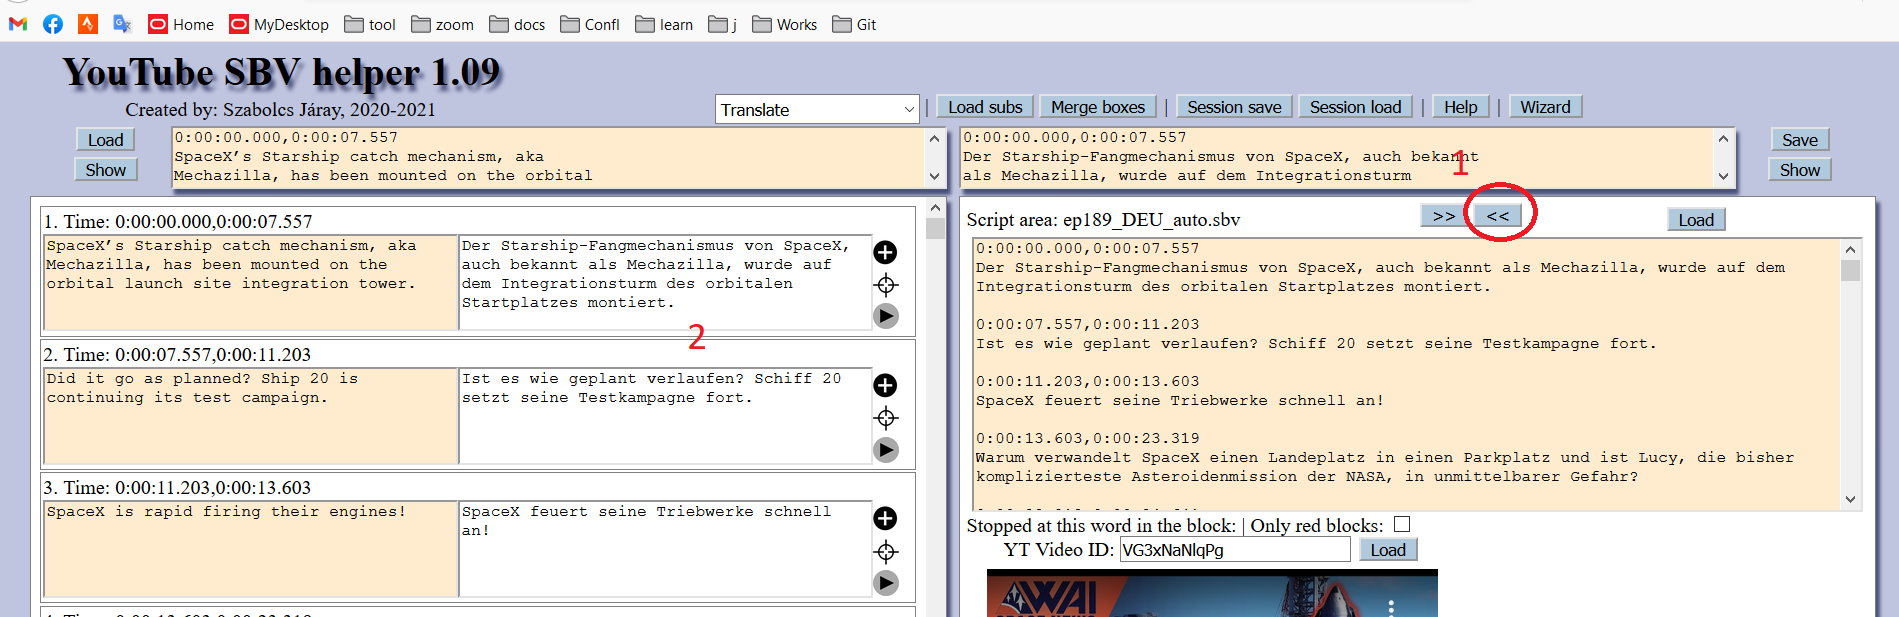 Home MyDesktop tool zoom docs Confl learn j Works Git
YouTube SBV helper 1.09
Created by: Szabolcs Járay, 2020-2021
Translate | Load subs Merge boxes | Session save Session load | Help | Wizard
Load
Show
0:00:00.000,0:00:07.557
SpaceX’s Starship catch mechanism, aka
Mechazilla, has been mounted on the orbital
0:00:00.000,0:00:07.557
Der Starship-Fangmechanismus von SpaceX, auch bekannt
als Mechazilla, wurde auf dem Integrationsturm
Save
Show
1
1. Time: 0:00:00.000,0:00:07.557
SpaceX’s Starship catch mechanism, aka
Mechazilla, has been mounted on the
orbital launch site integration tower.
Der Starship-Fangmechanismus von SpaceX,
auch bekannt als Mechazilla, wurde auf
dem Integrationsturm des orbitalen
Startplatzes montiert.
2
2. Time: 0:00:07.557,0:00:11.203
Did it go as planned? Ship 20 is
continuing its test campaign.
Ist es wie geplant verlaufen? Schiff 20
setzt seine Testkampagne fort.
3. Time: 0:00:11.203,0:00:13.603
SpaceX is rapid firing their engines!
SpaceX feuert seine Triebwerke schnell
an!
Script area: ep189_DEU_auto.sbv >> << Load
0:00:00.000,0:00:07.557
Der Starship-Fangmechanismus von SpaceX, auch bekannt als Mechazilla, wurde auf dem
Integrationsturm des orbitalen Startplatzes montiert.
0:00:07.557,0:00:11.203
Ist es wie geplant verlaufen? Schiff 20 setzt seine Testkampagne fort.
0:00:11.203,0:00:13.603
SpaceX feuert seine Triebwerke schnell an!
0:00:13.603,0:00:23.319
Warum verwandelt SpaceX einen Landeplatz in einen Parkplatz und ist Lucy, die bisher
komplizierteste Asteroidenmission der NASA, in unmittelbarer Gefahr?
Stopped at this word in the block: | Only red blocks:
YT Video ID: VG3xNaNlqPg Load
WAI